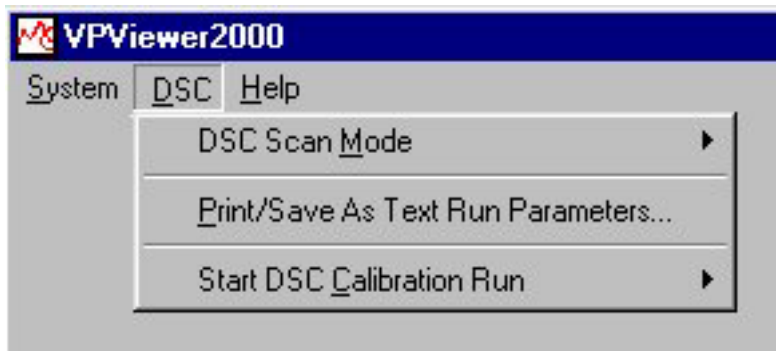 VPViewer2000
System DSC Help
DSC Scan Mode
Print/Save As Text Run Parameters...
Start DSC Calibration Run